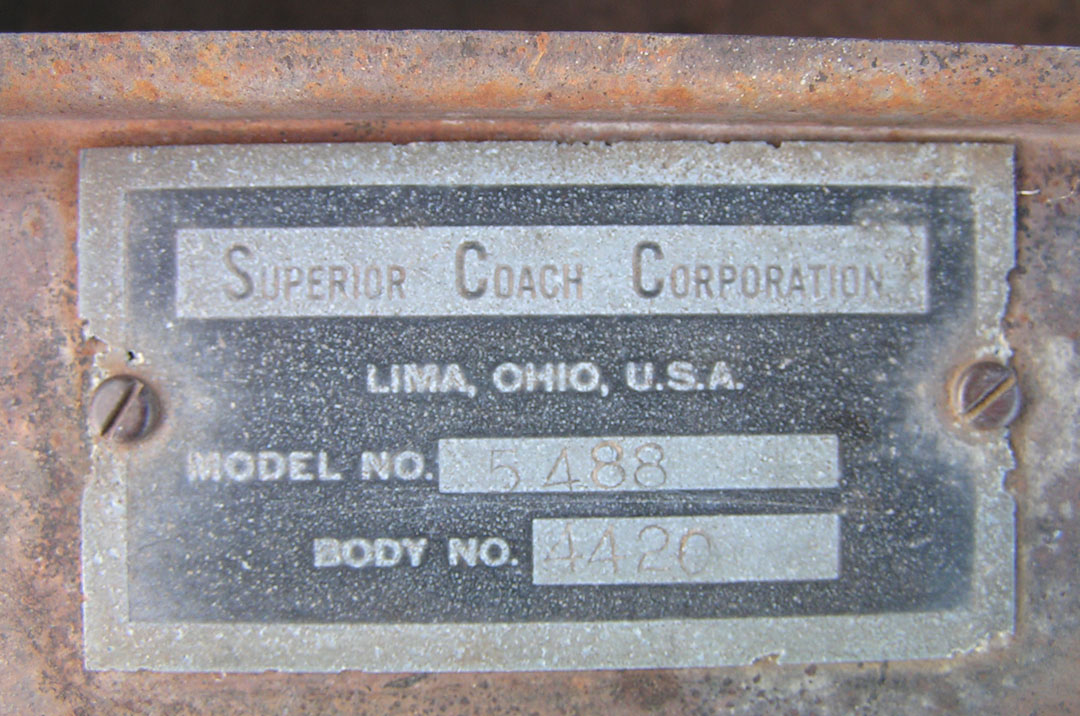 SUPERIOR COACH CORPORATION
LIMA, OHIO, U.S.A.
MODEL NO. 5488
BODY NO. 4420